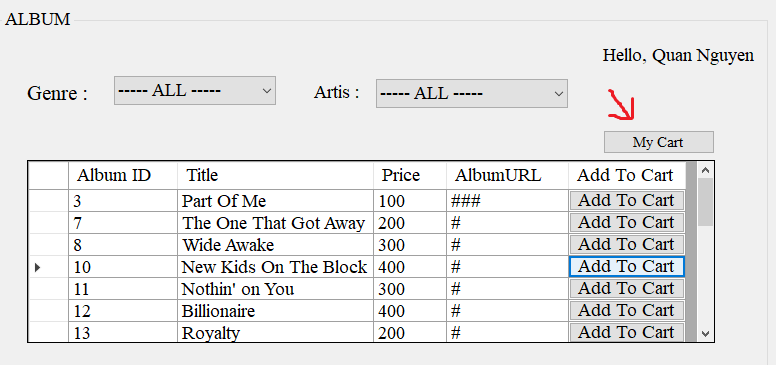 ALBUM
Hello, Quan Nguyen
Genre : ----- ALL ----- Artis : ----- ALL -----
My Cart
Album ID Title Price AlbumURL Add To Cart
3 Part Of Me 100 ### Add To Cart
7 The One That Got Away 200 # Add To Cart
8 Wide Awake 300 # Add To Cart
10 New Kids On The Block 400 # Add To Cart
11 Nothin' on You 300 # Add To Cart
12 Billionaire 400 # Add To Cart
13 Royalty 200 # Add To Cart